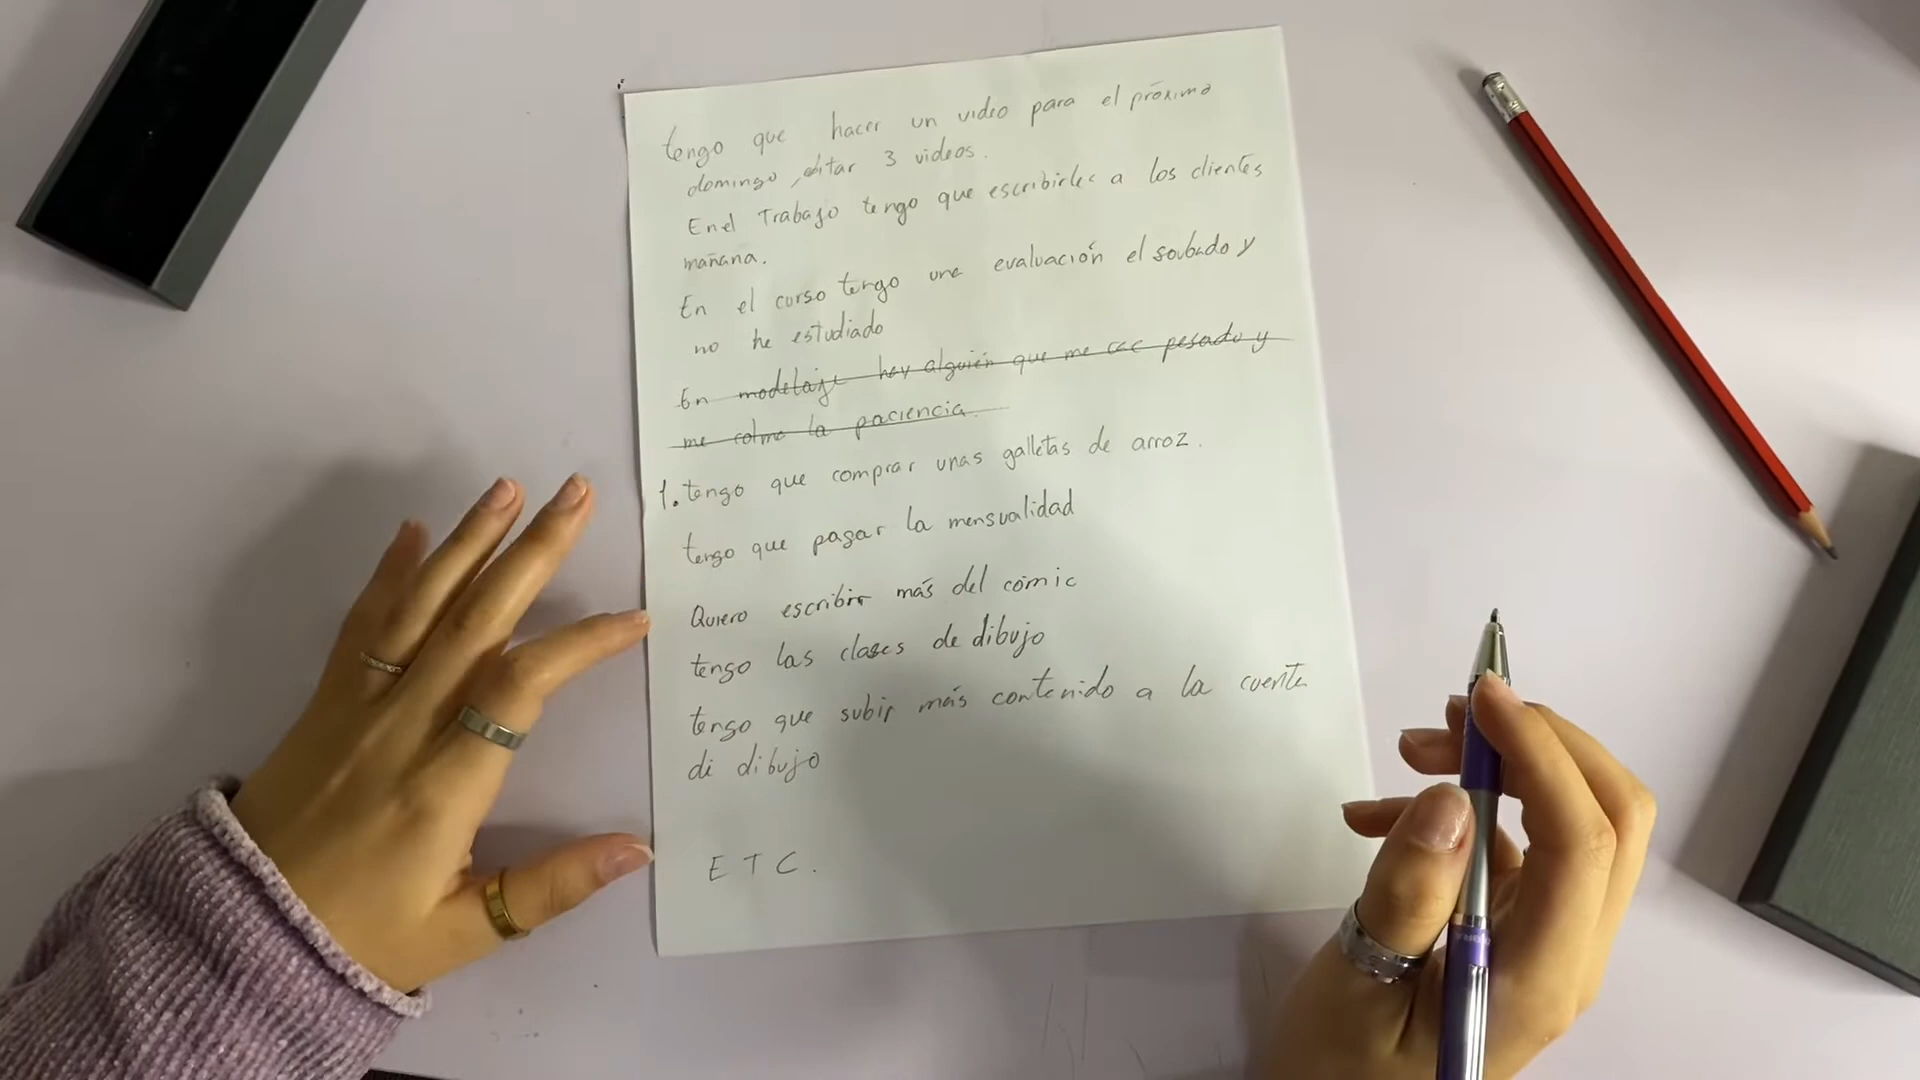 tengo que hacer un video para el próximo
domingo, editar 3 videos.
En el Trabajo tengo que escribirles a los clientes
mañana.
En el curso tengo una evaluación el sábado y
no he estudiado
En modelaje hay alguién que me cae pesado y
me colma la paciencia.
1. tengo que comprar unas galletas de arroz.
tengo que pagar la mensualidad
Quiero escribir más del comic
tengo las clases de dibujo
tengo que subir más contenido a la cuenta
di dibujo
ETC.